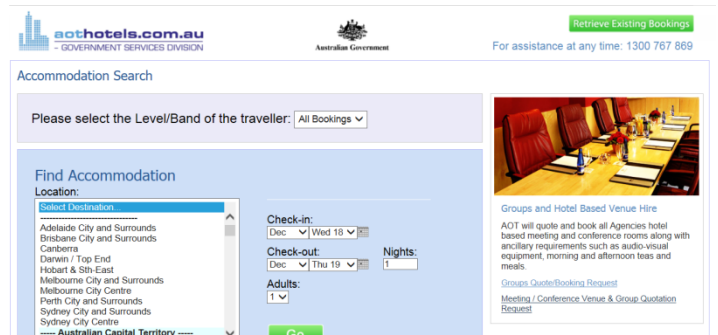 aothotels.com.au
- GOVERNMENT SERVICES DIVISION
Australian Government
Retrieve Existing Bookings
For assistance at any time: 1300 767 869
Accommodation Search
Please select the Level/Band of the traveller: All Bookings
Find Accommodation
Location:
Select Destination...
--------------------------------
Adelaide City and Surrounds
Brisbane City and Surrounds
Canberra
Darwin / Top End
Hobart & Sth-East
Melbourne City and Surrounds
Melbourne City Centre
Perth City and Surrounds
Sydney City and Surrounds
Sydney City Centre
----- Australian Capital Territory -----
Check-in:
Dec Wed 18
Check-out: Nights:
Dec Thu 19 1
Adults:
1
Go
Groups and Hotel Based Venue Hire
AOT will quote and book all Agencies hotel
based meeting and conference rooms along with
ancillary requirements such as audio-visual
equipment, morning and afternoon teas and
meals.
Groups Quote/Booking Request
Meeting / Conference Venue & Group Quotation
Request